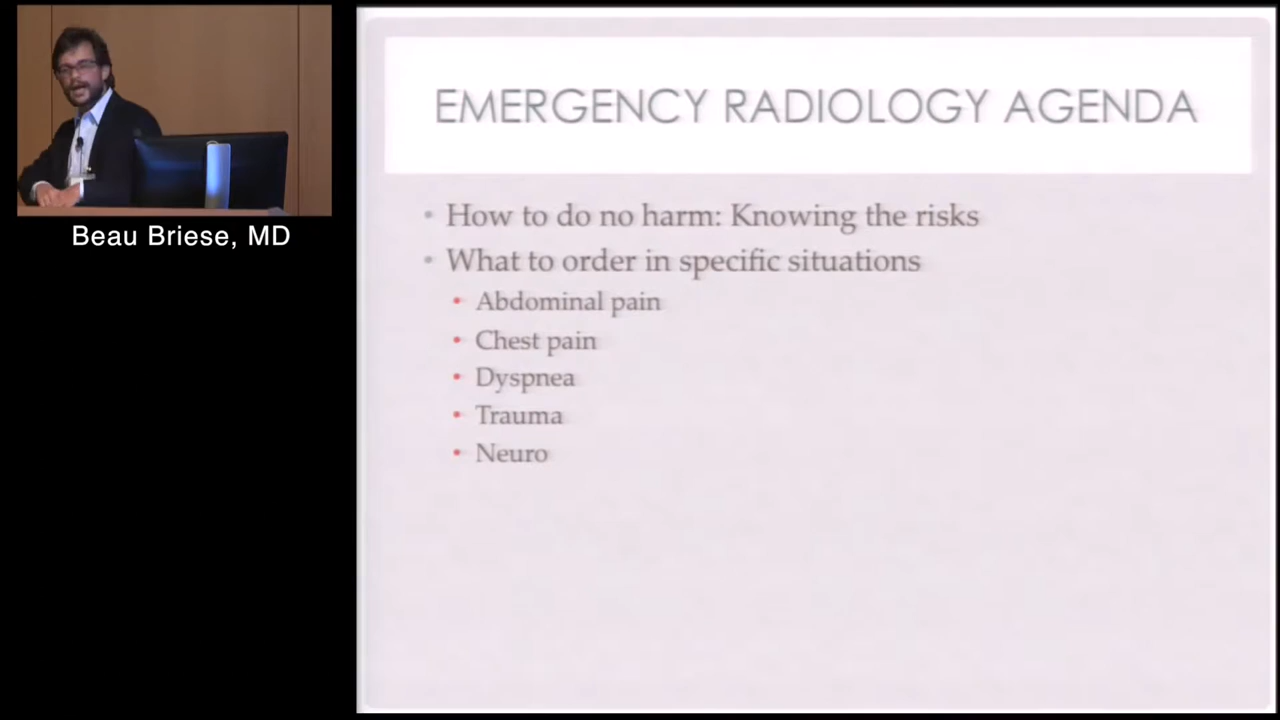 Beau Briese, MD
EMERGENCY RADIOLOGY AGENDA
• How to do no harm: Knowing the risks
• What to order in specific situations
• Abdominal pain
• Chest pain
• Dyspnea
• Trauma
• Neuro